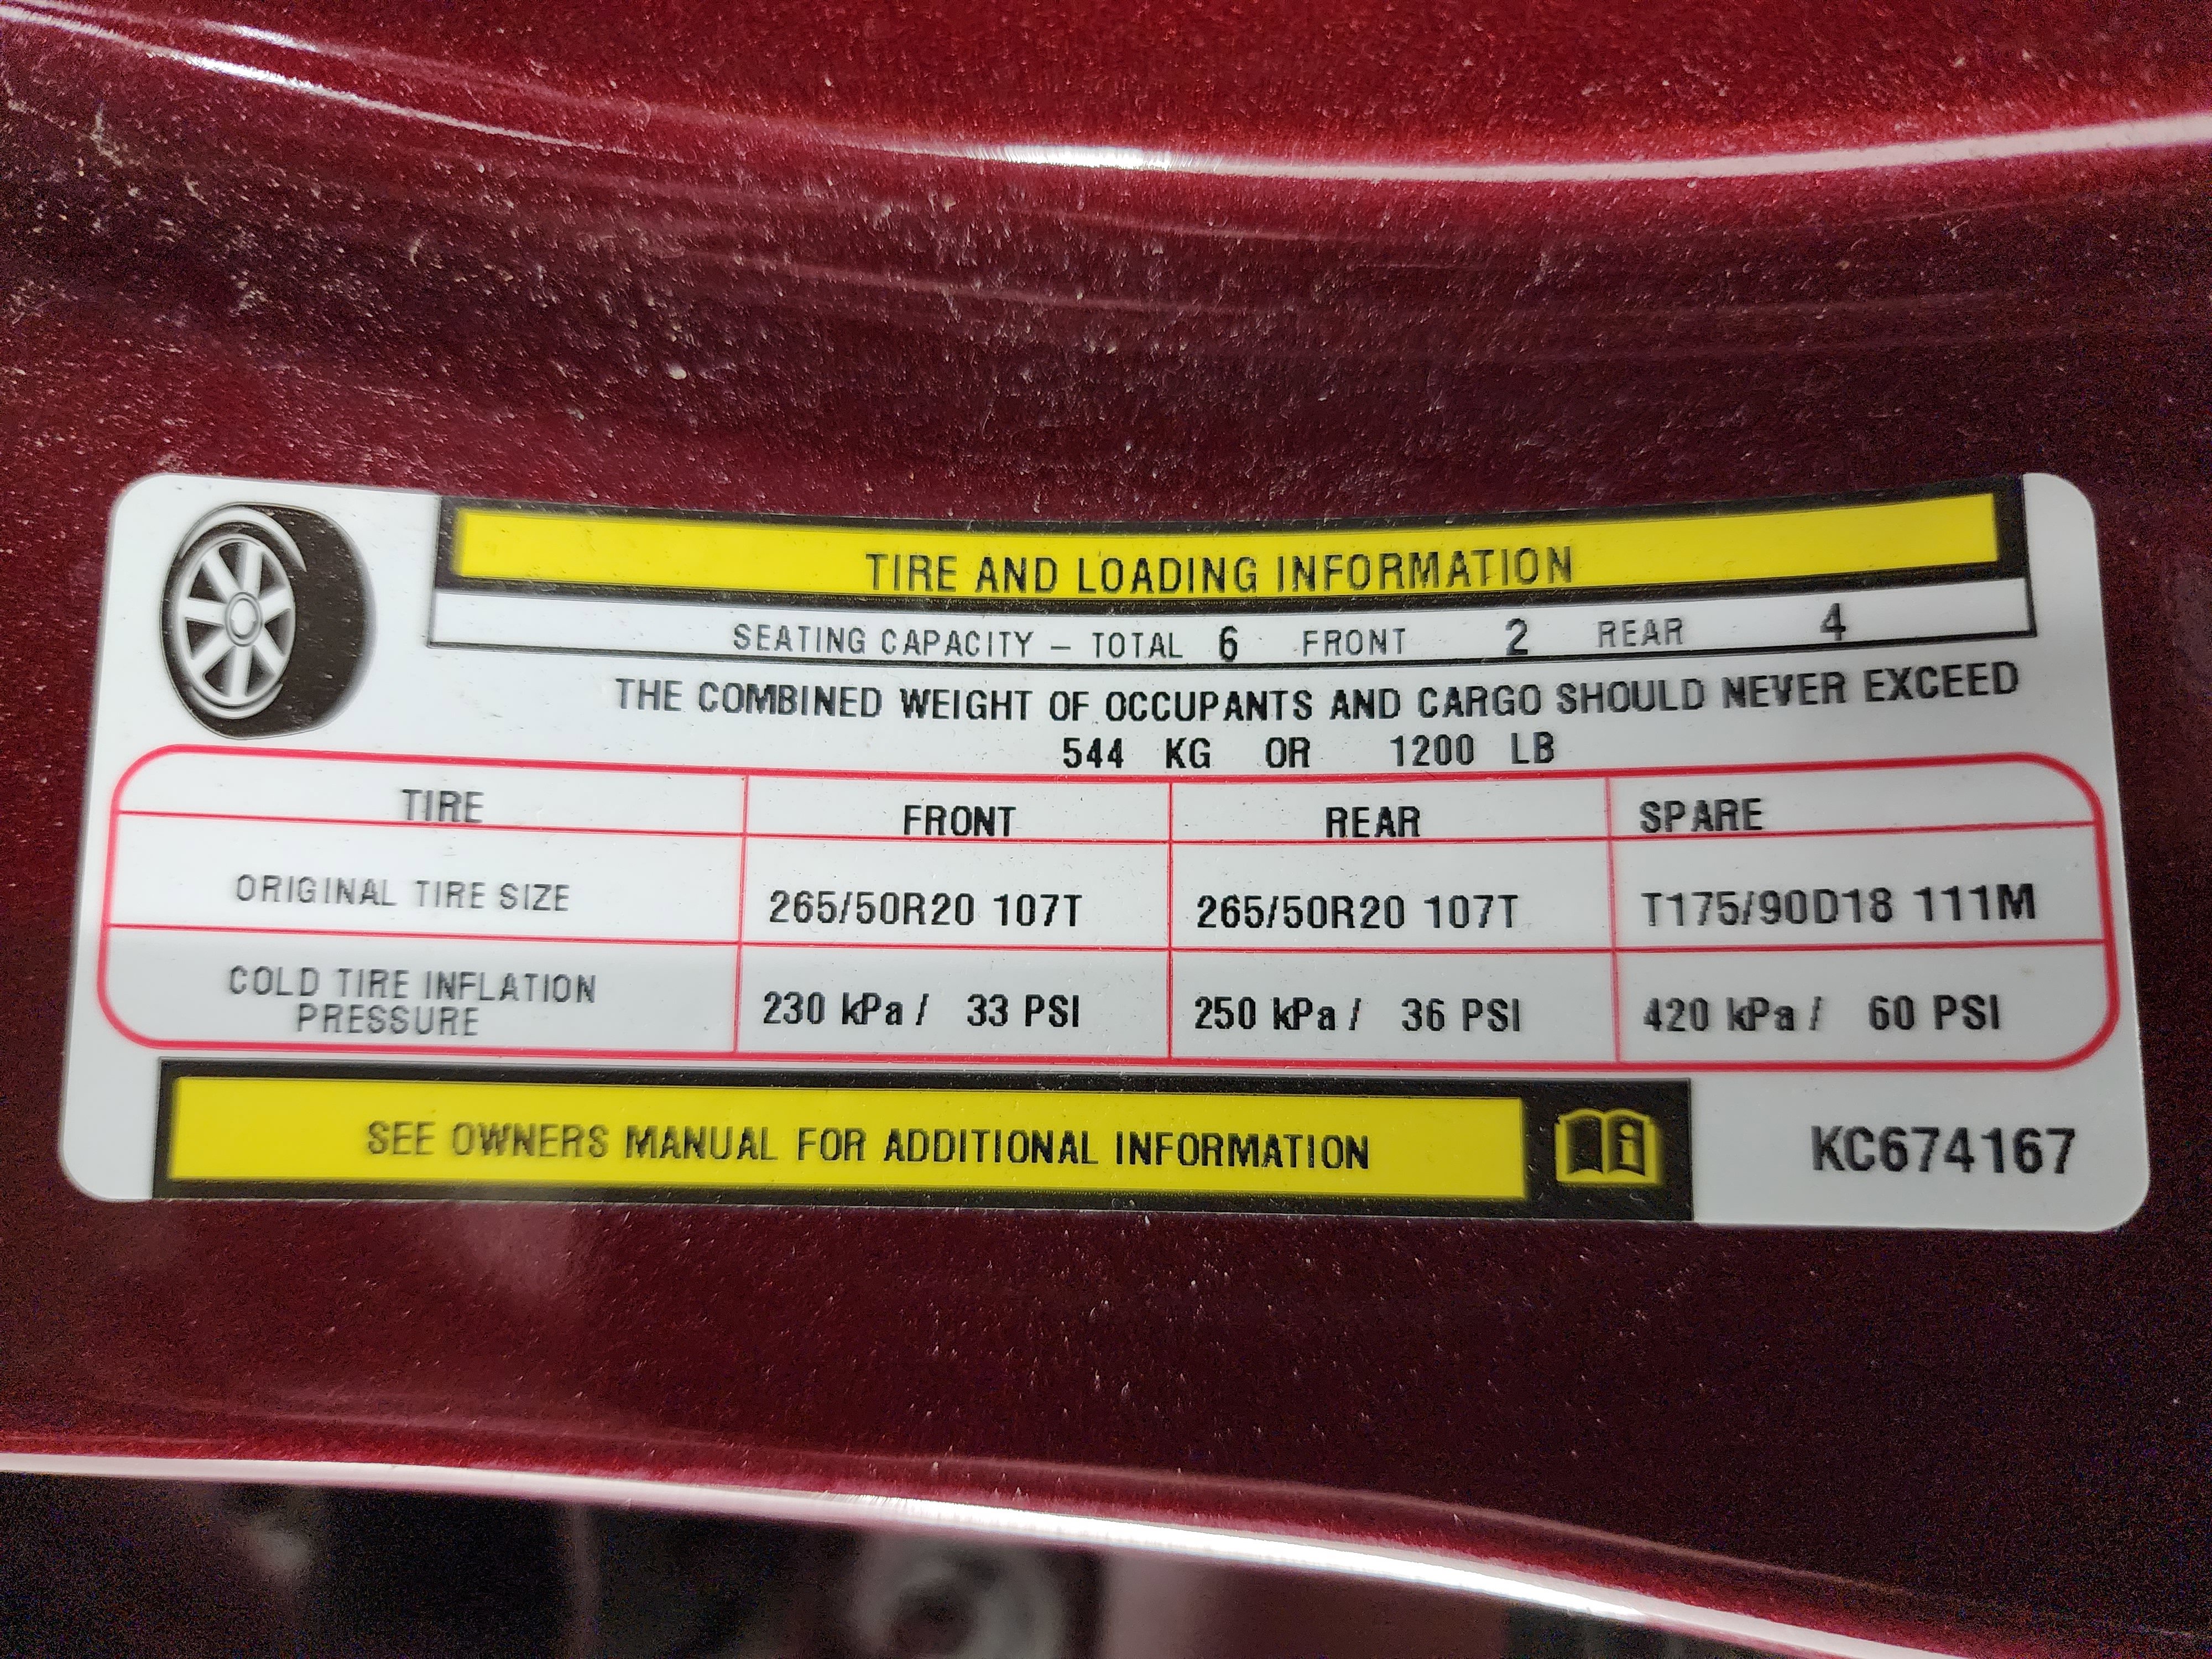 TIRE AND LOADING INFORMATION
SEATING CAPACITY – TOTAL 6 FRONT 2 REAR 4
THE COMBINED WEIGHT OF OCCUPANTS AND CARGO SHOULD NEVER EXCEED
544 KG OR 1200 LB
TIRE FRONT REAR SPARE
ORIGINAL TIRE SIZE 265/50R20 107T 265/50R20 107T T175/90D18 111M
COLD TIRE INFLATION
PRESSURE 230 kPa / 33 PSI 250 kPa / 36 PSI 420 kPa / 60 PSI
SEE OWNERS MANUAL FOR ADDITIONAL INFORMATION
KC674167